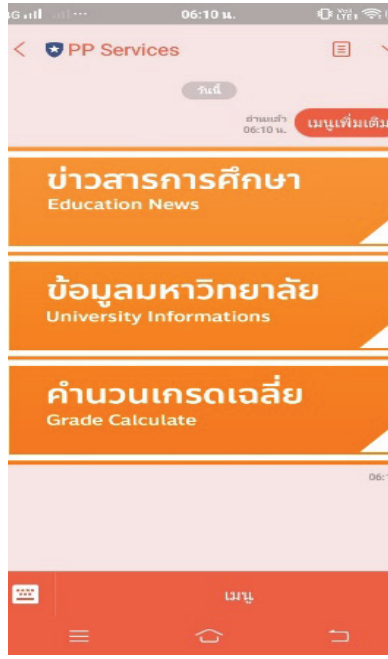 06:10 น.
PP Services
วันนี้
อ่านแล้ว
06:10 น.
เมนูเพิ่มเติม
ข่าวสารการศึกษา
Education News
ข้อมูลมหาวิทยาลัย
University Informations
คำนวนเกรดเฉลี่ย
Grade Calculate
เมนู